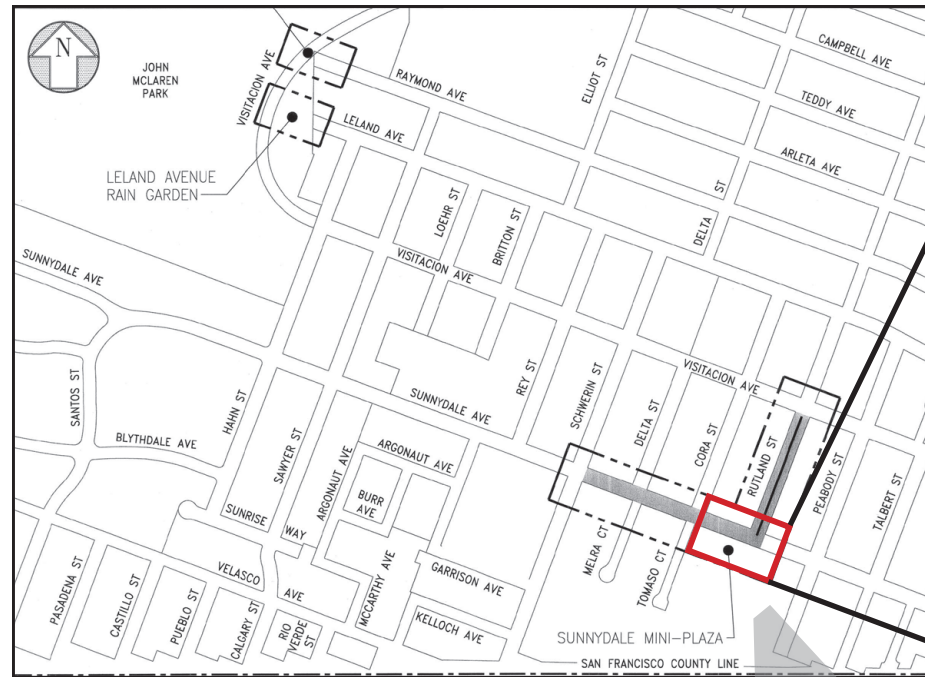 N
JOHN
MCLAREN
PARK
VISITACION AVE
RAYMOND AVE
ELLIOT ST
CAMPBELL AVE
TEDDY AVE
LELAND AVE
ARLETA AVE
LELAND AVENUE
RAIN GARDEN
LOEHR ST
BRITTON ST
DELTA ST
SUNNYDALE AVE
VISITACION AVE
REY ST
SCHWERIN ST
VISITACION AVE
SANTOS ST
HAHN ST
SUNNYDALE AVE
DELTA ST
CORA ST
RUTLAND ST
BLYTHDALE AVE
SAWYER ST
ARGONAUT AVE
ARGONAUT AVE
PEABODY ST
TALBERT ST
BURR
AVE
SUNRISE
WAY
VELASCO
AVE
MCCARTHY AVE
GARRISON AVE
MELRA CT
TOMASO CT
PASADENA ST
CASTILLO ST
PUEBLO ST
CALGARY ST
RIO
VERDE
ST
KELLOCH AVE
SUNNYDALE MINI-PLAZA
SAN FRANCISCO COUNTY LINE